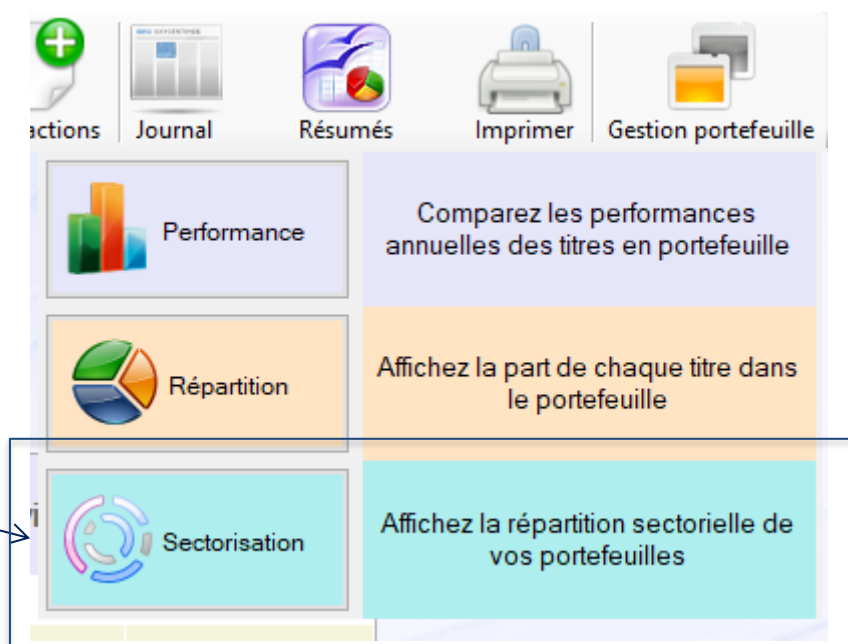 actions Journal Résumés Imprimer Gestion portefeuille
Performance
Comparez les performances
annuelles des titres en portefeuille
Répartition
Affichez la part de chaque titre dans
le portefeuille
Sectorisation
Affichez la répartition sectorielle de
vos portefeuilles